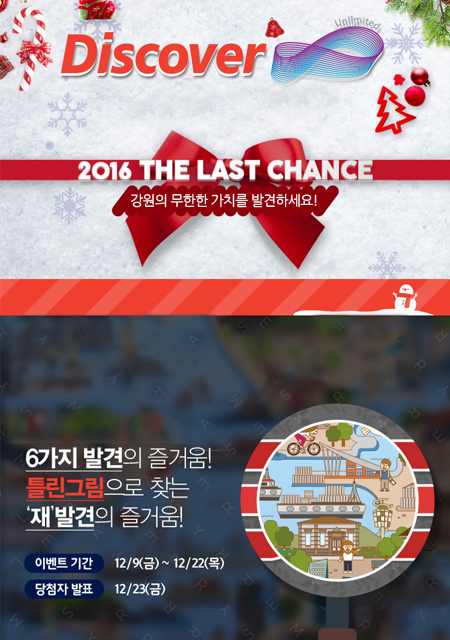 Discover
Unlimited
2016 THE LAST CHANCE
강원의 무한한 가치를 발견하세요!
6가지 발견의 즐거움!
틀린그림으로 찾는
'재'발견의 즐거움!
이벤트 기간 12/9(금) ~ 12/22(목)
당첨자 발표 12/23(금)